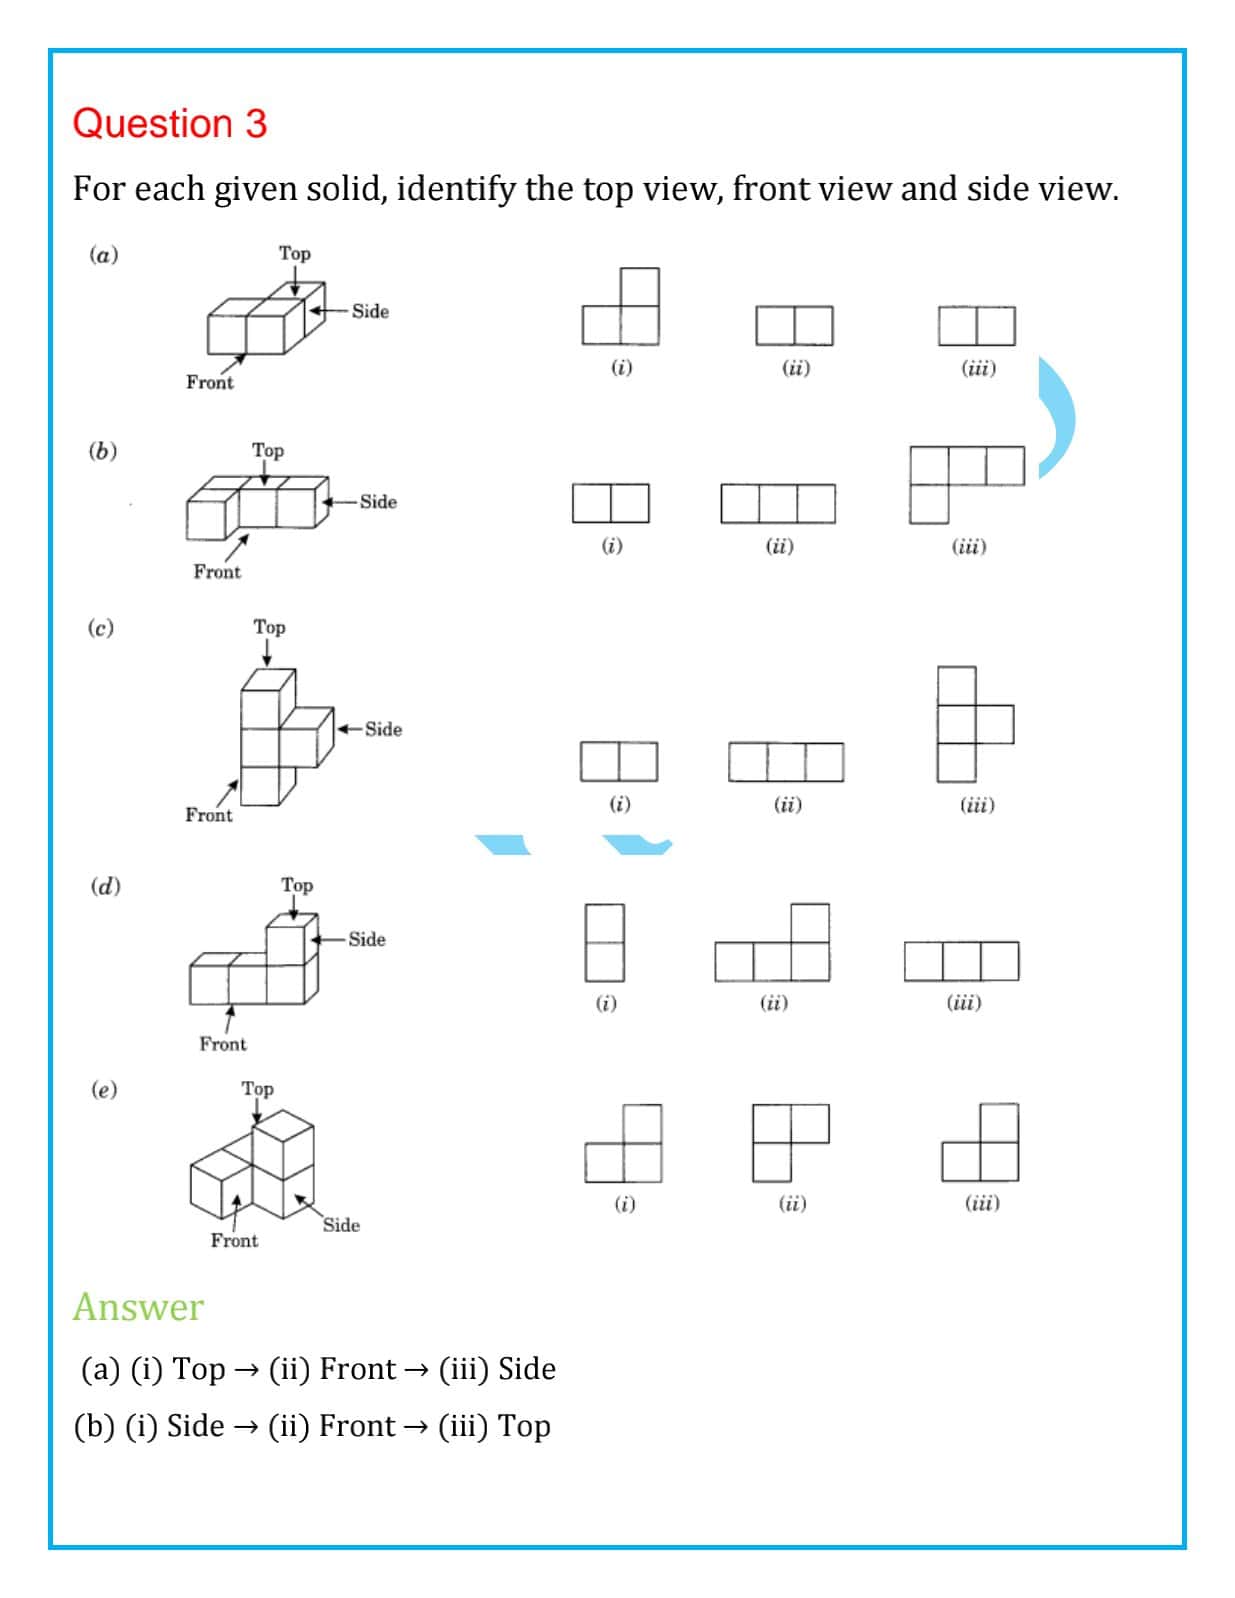 Question 3
For each given solid, identify the top view, front view and side view.
(a)
Top
Side
Front
(i)
(ii)
(iii)
(b)
Top
Side
Front
(i)
(ii)
(iii)
(c)
Top
Side
Front
(i)
(ii)
(iii)
(d)
Top
Side
Front
(i)
(ii)
(iii)
(e)
Top
Side
Front
(i)
(ii)
(iii)
Answer
(a) (i) Top → (ii) Front → (iii) Side
(b) (i) Side → (ii) Front → (iii) Top